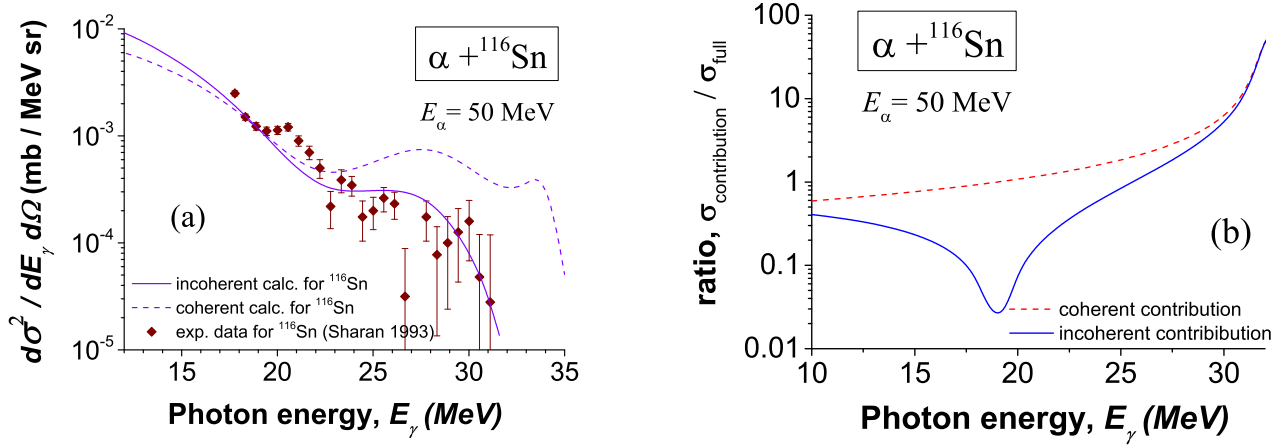 10⁻²
10⁻³
10⁻⁴
10⁻⁵
dσ² / dE_γ dΩ (mb / MeV sr)
α + ¹¹⁶Sn
E_α = 50 MeV
(a)
incoherent calc. for ¹¹⁶Sn
coherent calc. for ¹¹⁶Sn
exp. data for ¹¹⁶Sn (Sharan 1993)
15 20 25 30 35
Photon energy, E_γ (MeV)
100
10
1
0.1
0.01
ratio, σ_contribution / σ_full
α + ¹¹⁶Sn
E_α = 50 MeV
(b)
coherent contribution
incoherent contribibution
10 15 20 25 30
Photon energy, E_γ (MeV)